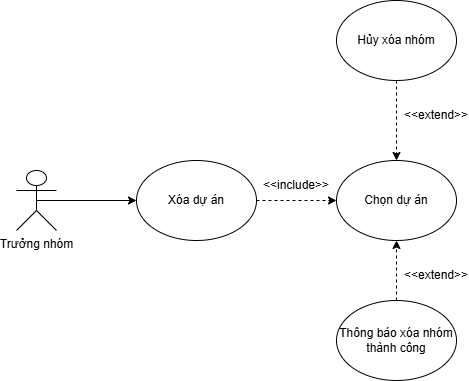 Hủy xóa nhóm
<<extend>>
Xóa dự án
<<include>>
Chọn dự án
Trưởng nhóm
<<extend>>
Thông báo xóa nhóm
thành công